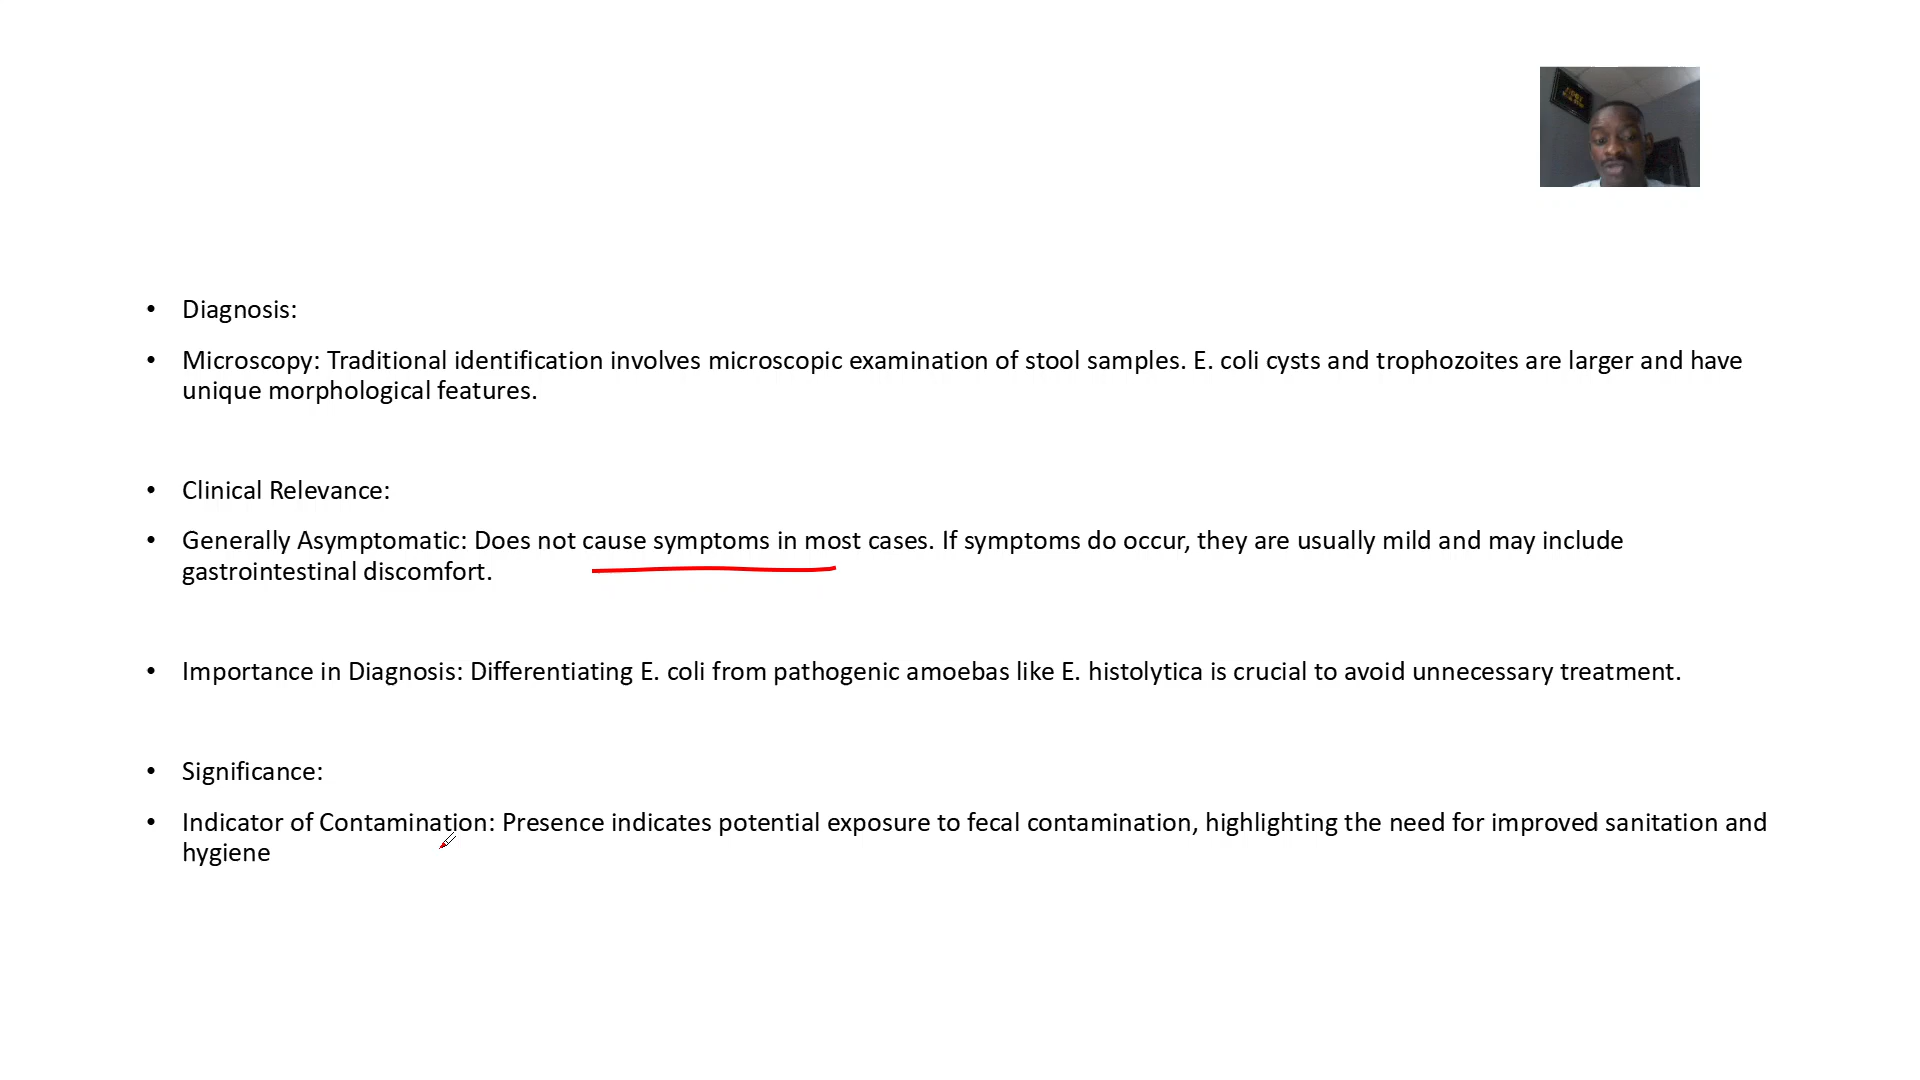 • Diagnosis:
• Microscopy: Traditional identification involves microscopic examination of stool samples. E. coli cysts and trophozoites are larger and have
unique morphological features.
• Clinical Relevance:
• Generally Asymptomatic: Does not cause symptoms in most cases. If symptoms do occur, they are usually mild and may include
gastrointestinal discomfort.
• Importance in Diagnosis: Differentiating E. coli from pathogenic amoebas like E. histolytica is crucial to avoid unnecessary treatment.
• Significance:
• Indicator of Contamination: Presence indicates potential exposure to fecal contamination, highlighting the need for improved sanitation and
hygiene